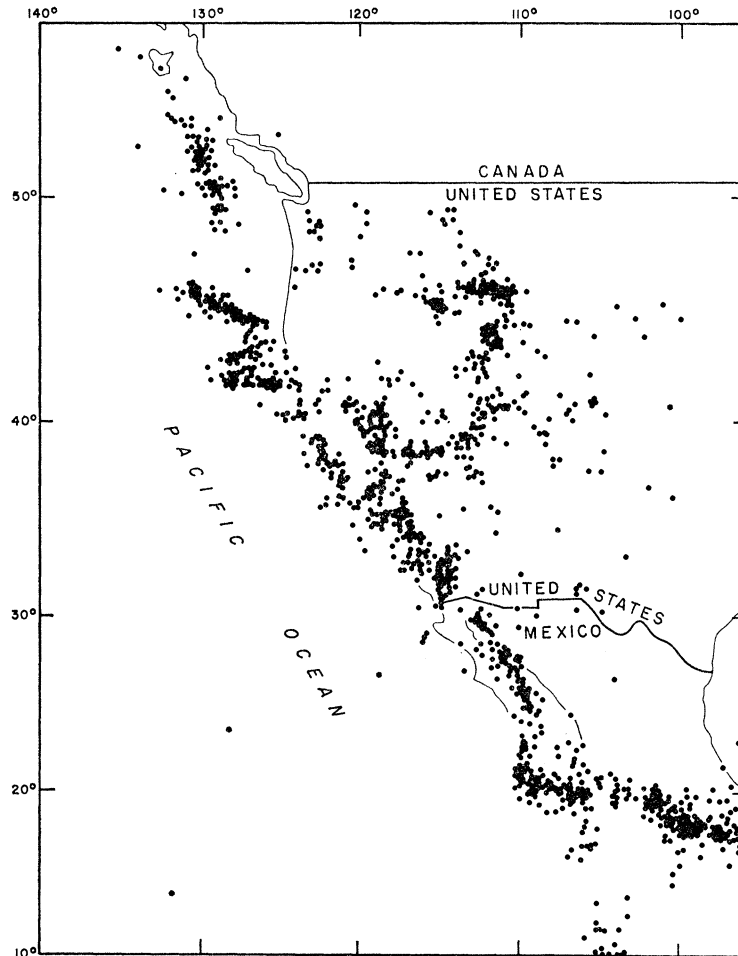 140° 130° 120° 110° 100°
CANADA
UNITED STATES
50°
40°
PACIFIC
UNITED STATES
30°
MEXICO
OCEAN
20°
10°